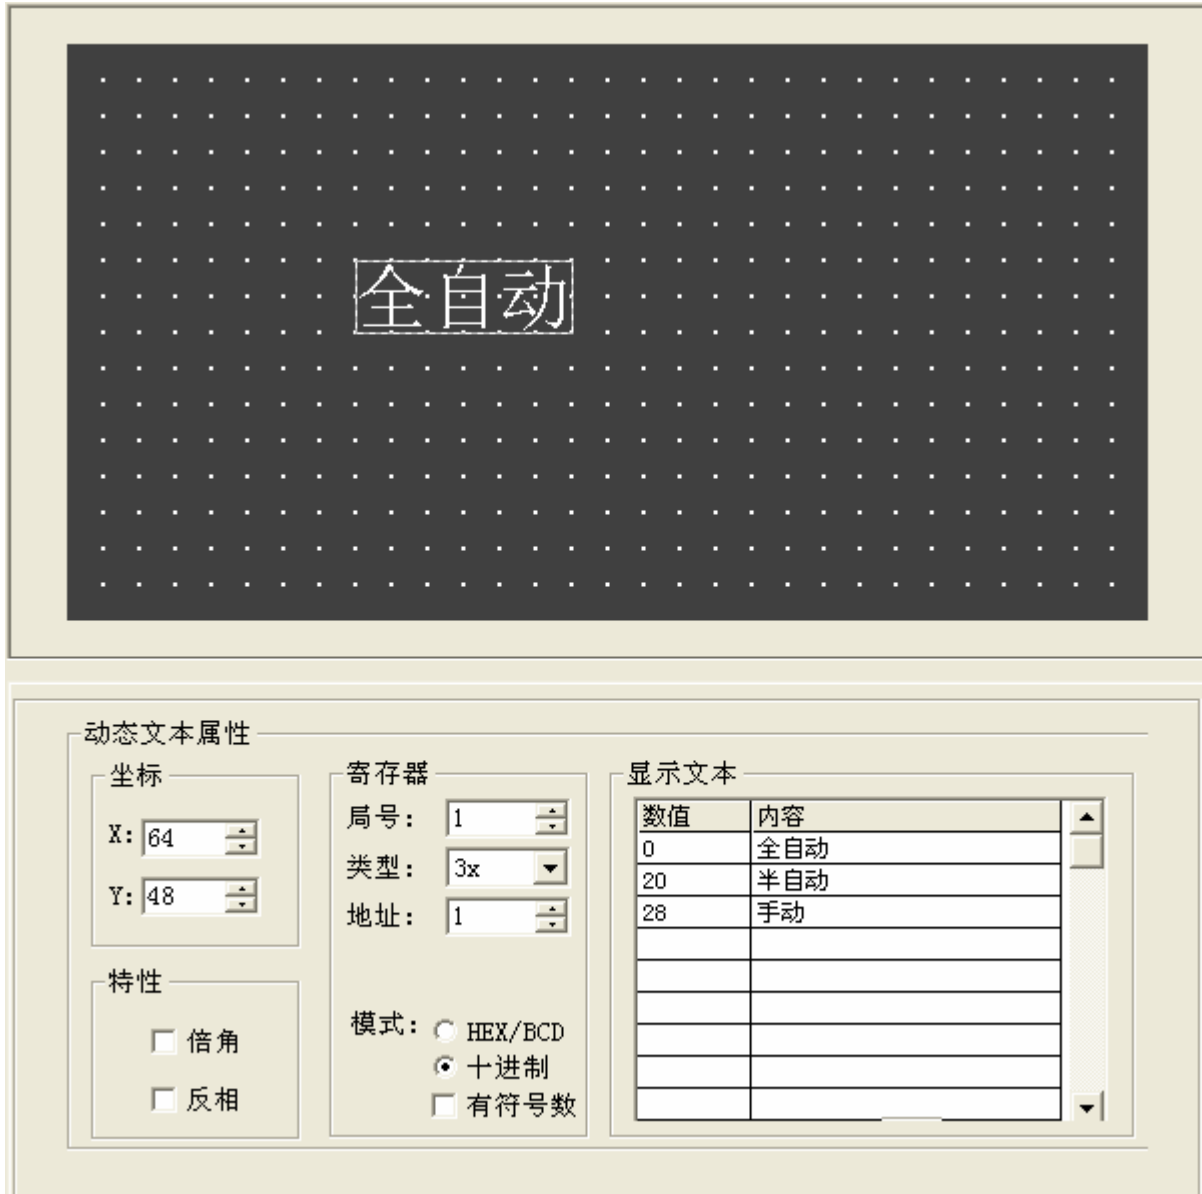 全自动
动态文本属性
坐标
X: 64
Y: 48
特性
倍角
反相
寄存器
局号: 1
类型: 3x
地址: 1
模式: HEX/BCD
十进制
有符号数
显示文本
数值 内容
0 全自动
20 半自动
28 手动